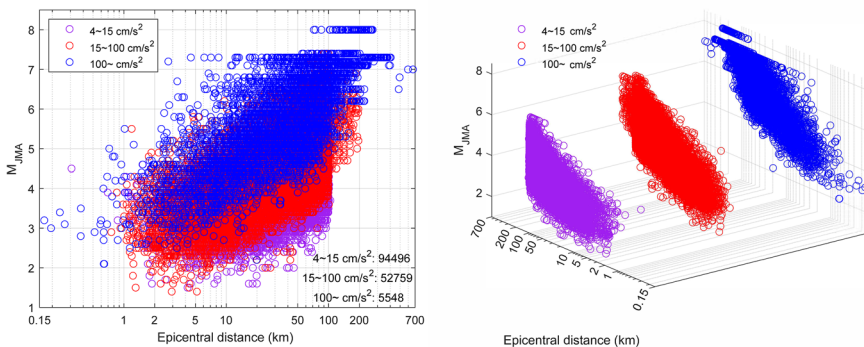 4~15 cm/s²
15~100 cm/s²
100~ cm/s²
8
7
6
5
4
3
2
1
M_JMA
4~15 cm/s²: 94496
15~100 cm/s²: 52759
100~ cm/s²: 5548
0.15 1 2 5 10 50 100 200 700
Epicentral distance (km)
4~15 cm/s²
15~100 cm/s²
100~ cm/s²
8
6
4
2
M_JMA
700 200 100 50 10 5 2 1 0.15
Epicentral distance (km)